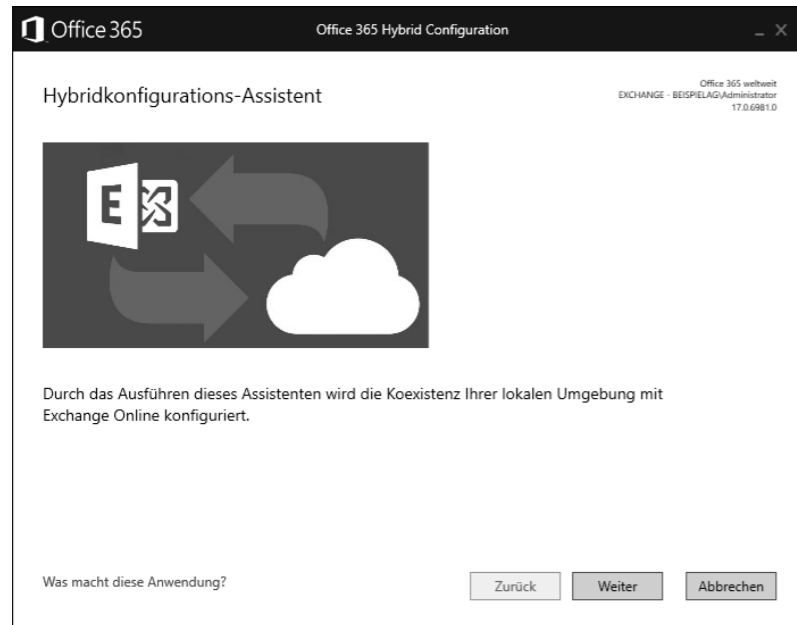 Office 365
Office 365 Hybrid Configuration
Hybridkonfigurations-Assistent
Office 365 weltweit
EXCHANGE - BEISPIELAG\Administrator
17.0.6981.0
E
Durch das Ausführen dieses Assistenten wird die Koexistenz Ihrer lokalen Umgebung mit
Exchange Online konfiguriert.
Was macht diese Anwendung?
Zurück
Weiter
Abbrechen